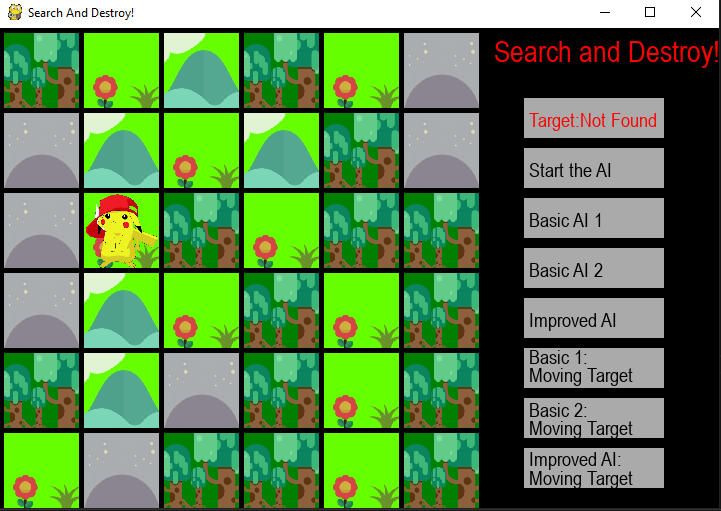 Search And Destroy!
Search and Destroy!
Target:Not Found
Start the AI
Basic AI 1
Basic AI 2
Improved AI
Basic 1:
Moving Target
Basic 2:
Moving Target
Improved AI:
Moving Target